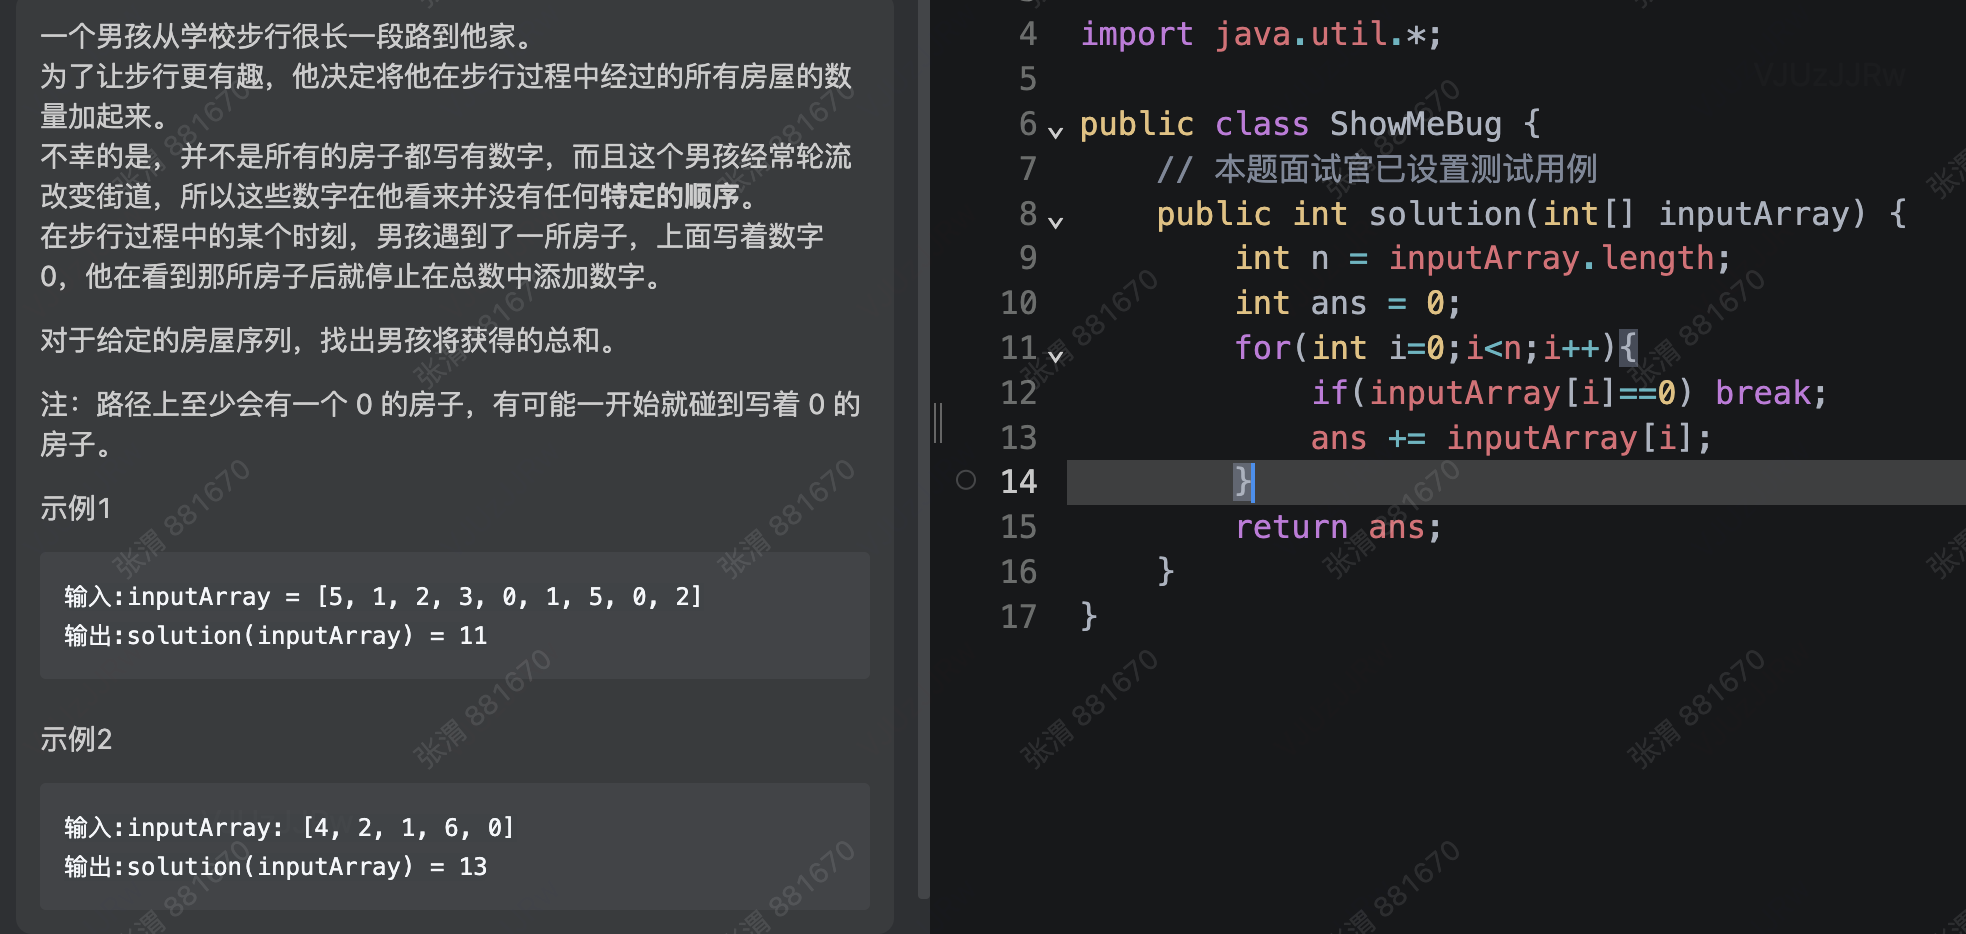 一个男孩从学校步行很长一段路到他家。
为了让步行更有趣，他决定将他在步行过程中经过的所有房屋的数
量加起来。
不幸的是，并不是所有的房子都写有数字，而且这个男孩经常轮流
改变街道，所以这些数字在他看来并没有任何特定的顺序。
在步行过程中的某个时刻，男孩遇到了一所房子，上面写着数字
0，他在看到那所房子后就停止在总数中添加数字。
对于给定的房屋序列，找出男孩将获得的总和。
注：路径上至少会有一个 0 的房子，有可能一开始就碰到写着 0 的
房子。
示例1
输入:inputArray = [5, 1, 2, 3, 0, 1, 5, 0, 2]
输出:solution(inputArray) = 11
示例2
输入:inputArray: [4, 2, 1, 6, 0]
输出:solution(inputArray) = 13
4 import java.util.*;
5
6 public class ShowMeBug {
7 // 本题面试官已设置测试用例
8 public int solution(int[] inputArray) {
9 int n = inputArray.length;
10 int ans = 0;
11 for(int i=0;i<n;i++){
12 if(inputArray[i]==0) break;
13 ans += inputArray[i];
14 }
15 return ans;
16 }
17 }
VJUzJJRw
张渭 881670